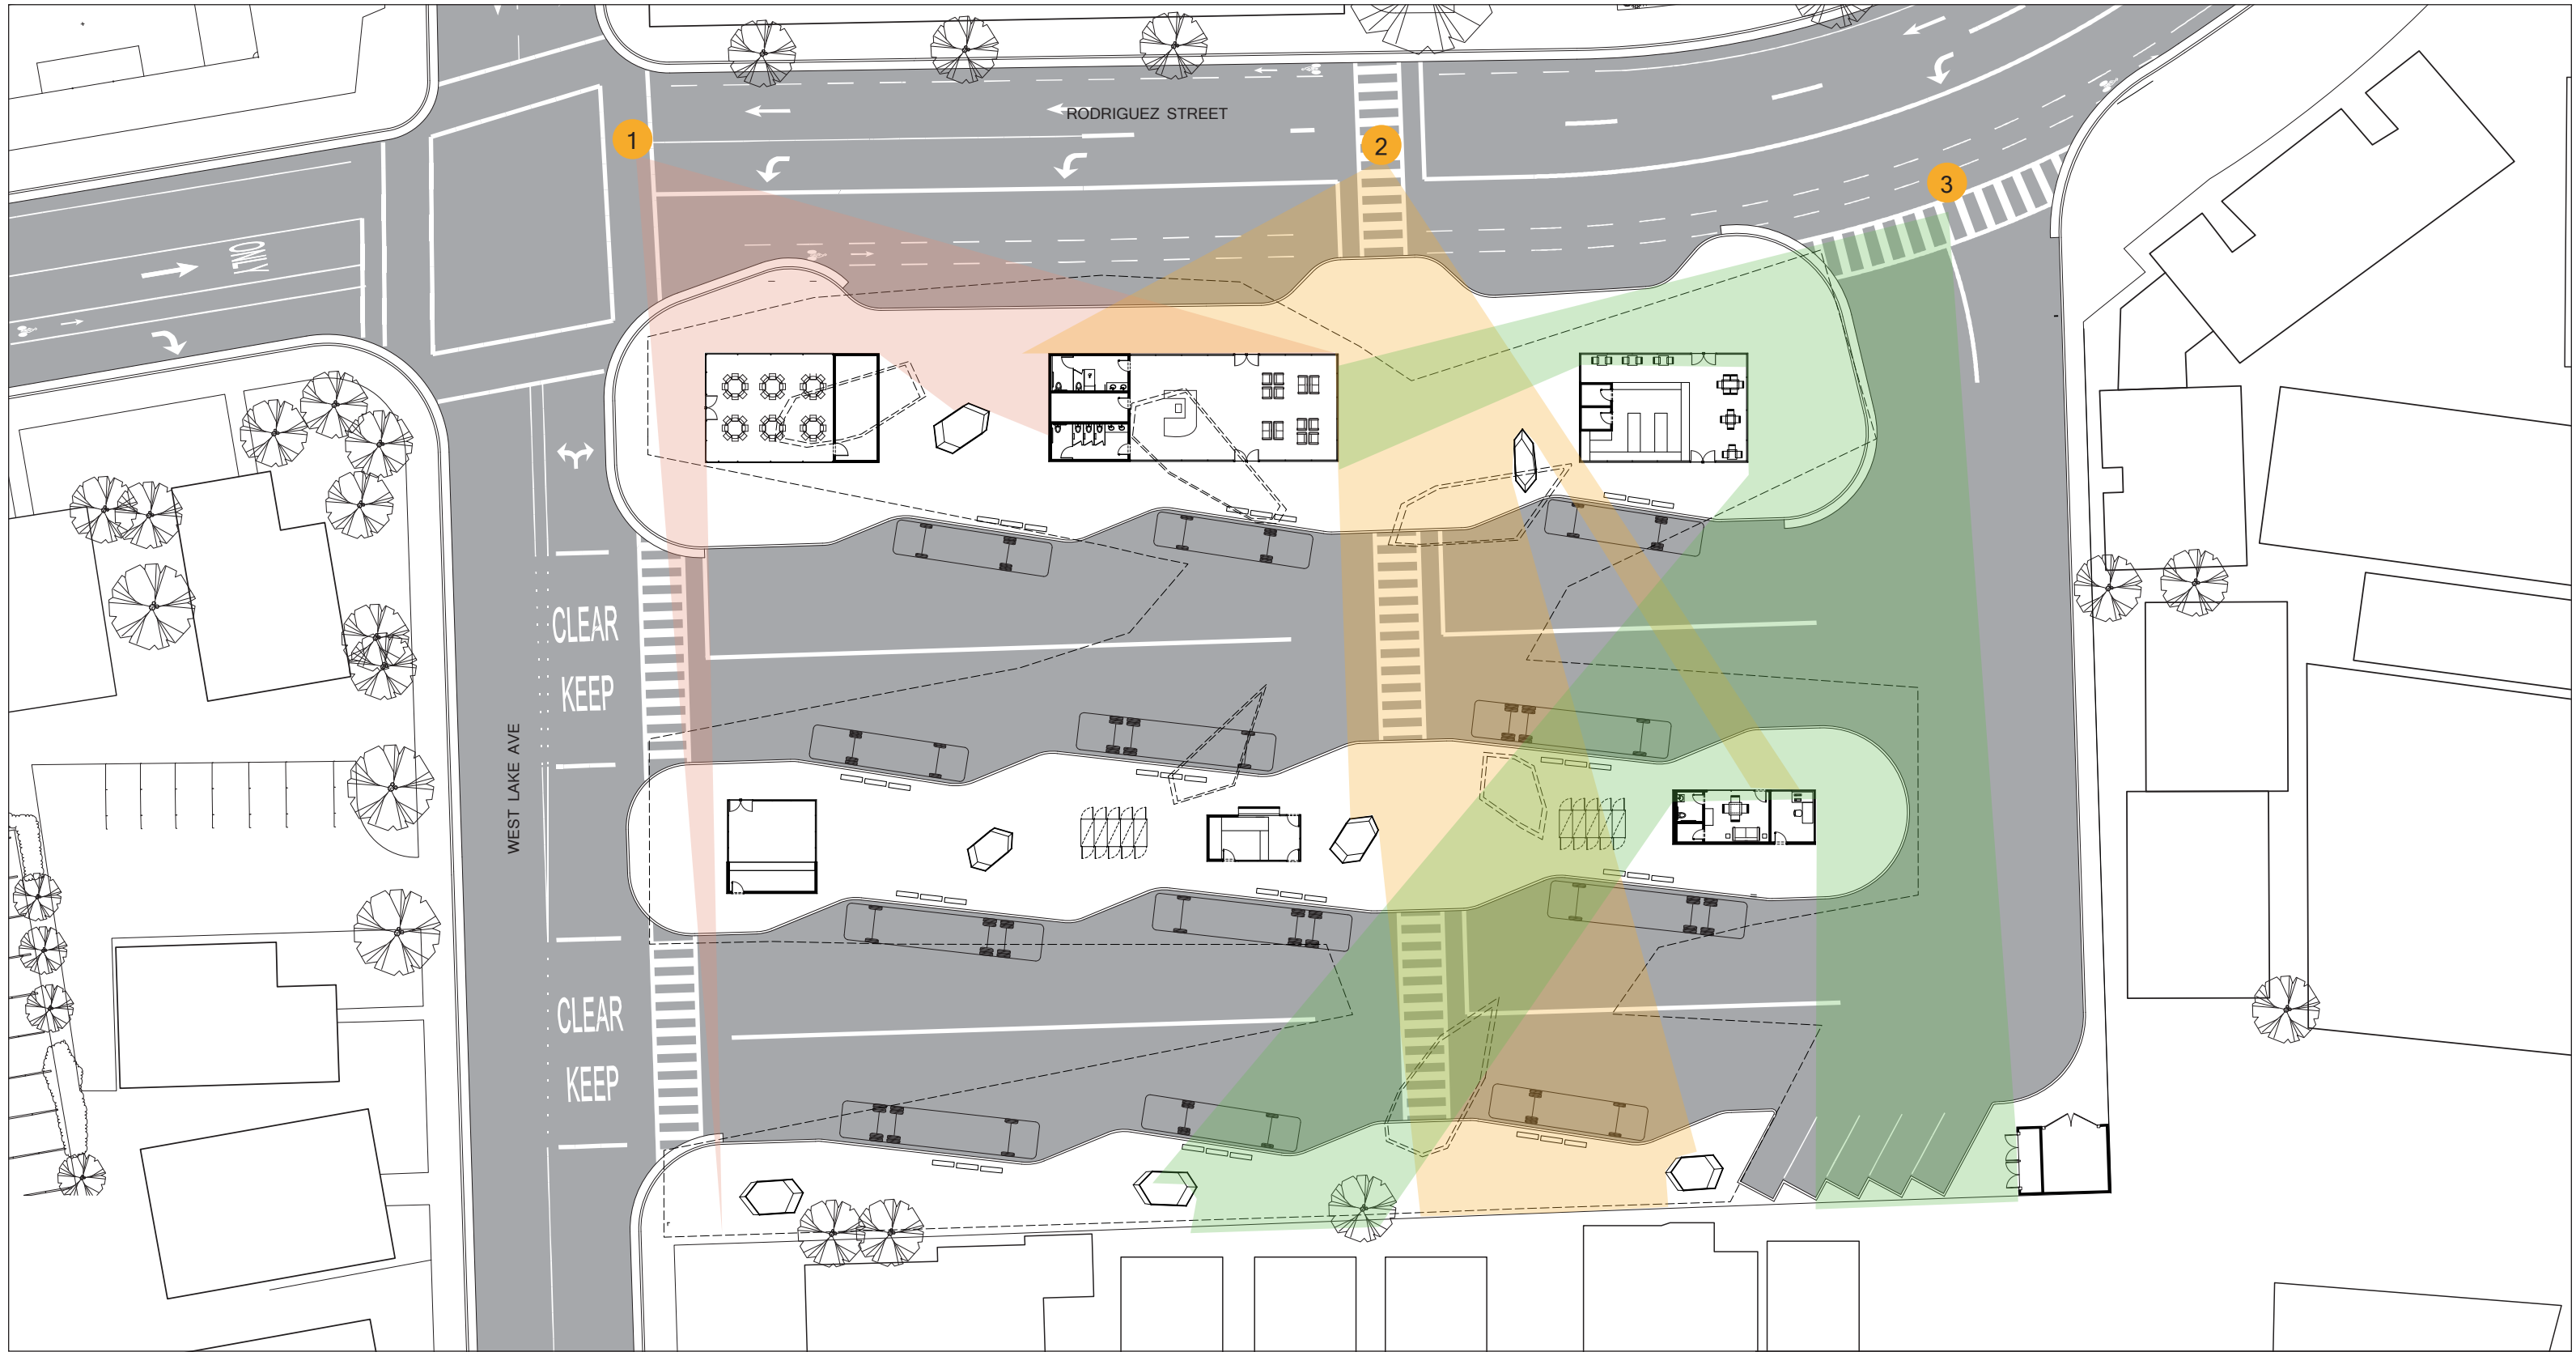 RODRIGUEZ STREET
1
2
3
ONLY
CLEAR
KEEP
WEST LAKE AVE
CLEAR
KEEP